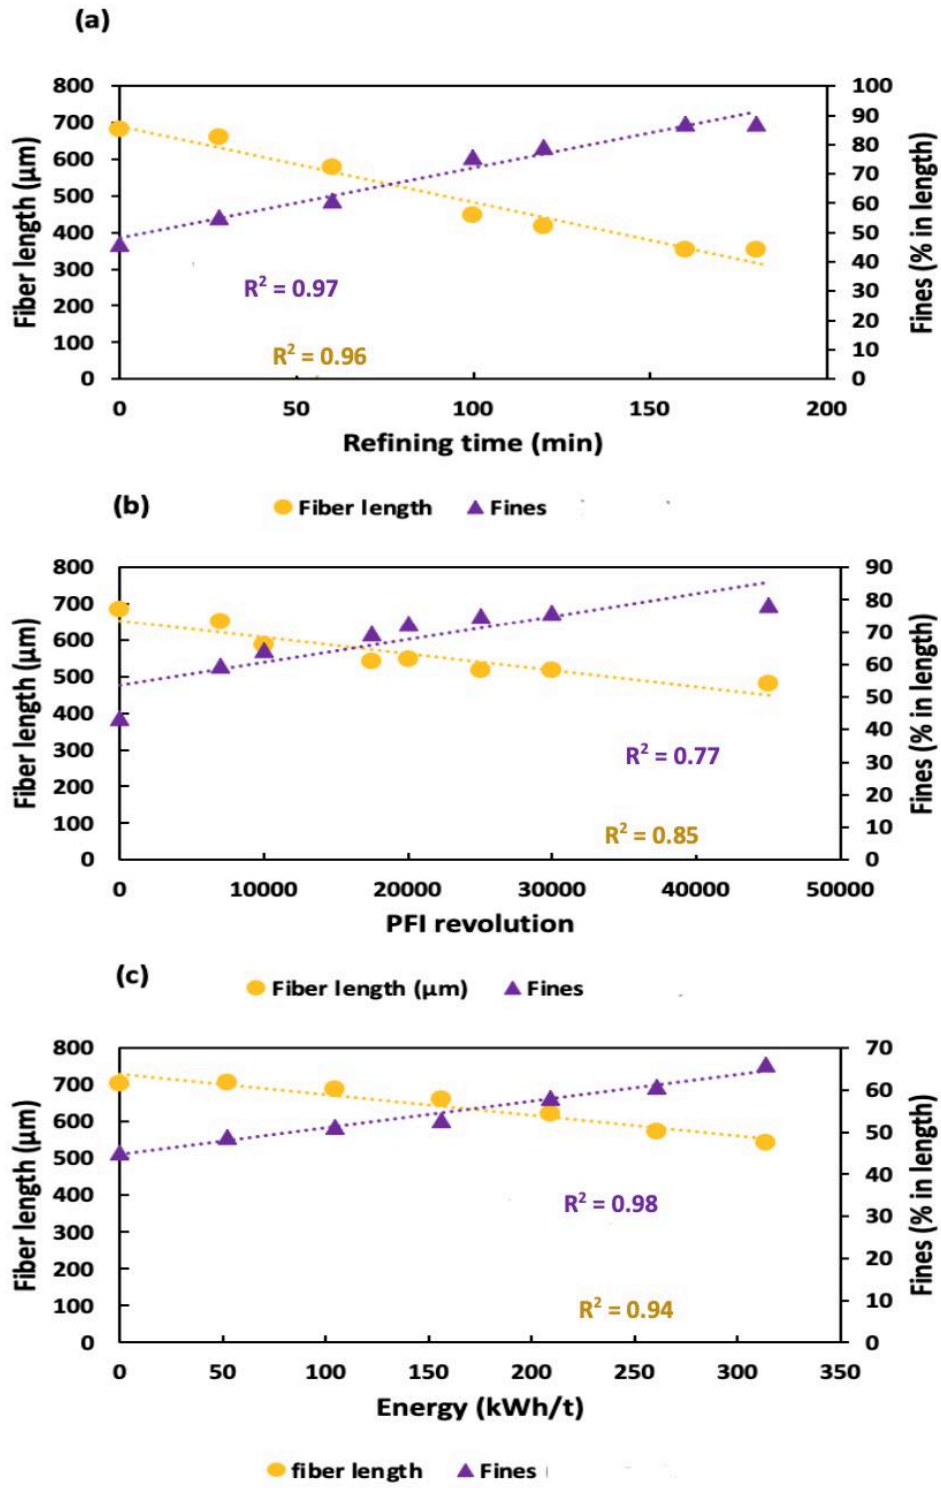 (a)
800
700
600
500
400
300
200
100
0
Fiber length (µm)
100
90
80
70
60
50
40
30
20
10
0
Fines (% in length)
R² = 0.97
R² = 0.96
0 50 100 150 200
Refining time (min)
(b)
Fiber length Fines
800
700
600
500
400
300
200
100
0
Fiber length (µm)
90
80
70
60
50
40
30
20
10
0
Fines (% in length)
R² = 0.77
R² = 0.85
0 10000 20000 30000 40000 50000
PFI revolution
(c)
Fiber length (µm) Fines
800
700
600
500
400
300
200
100
0
Fiber length (µm)
70
60
50
40
30
20
10
0
Fines (% in length)
R² = 0.98
R² = 0.94
0 50 100 150 200 250 300 350
Energy (kWh/t)
fiber length Fines